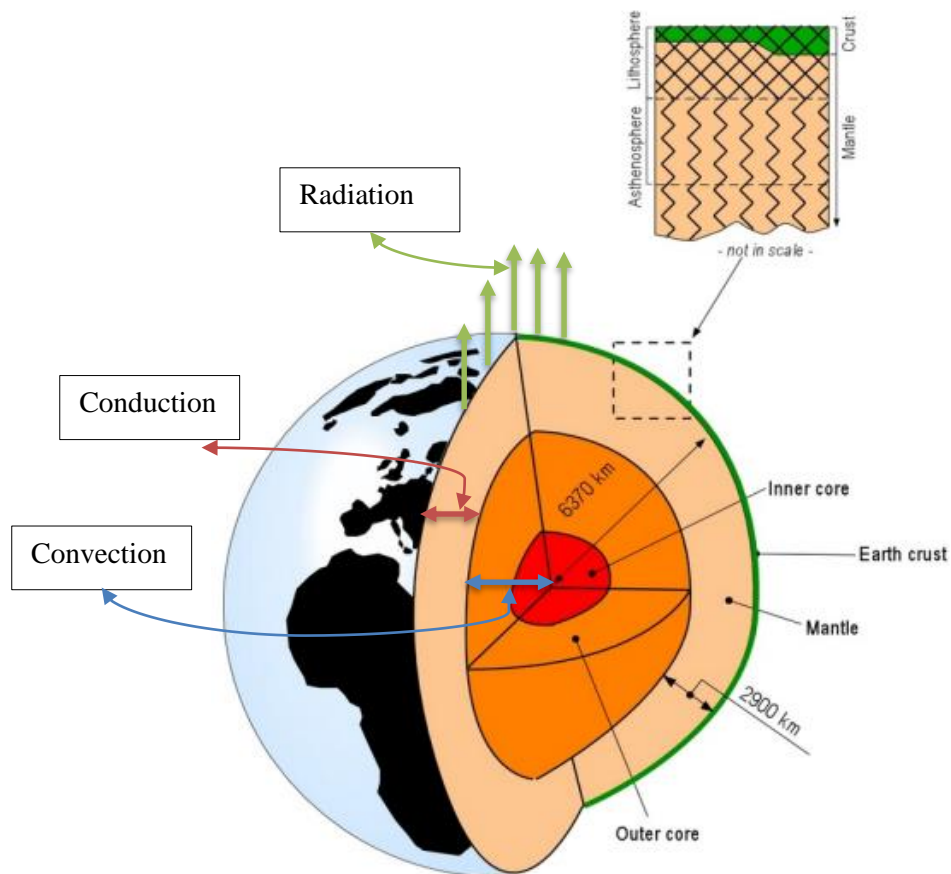 Lithosphere
Crust
Asthenosphere
Mantle
- not in scale -
Radiation
Conduction
Convection
6370 km
Inner core
Earth crust
Mantle
2900 km
Outer core